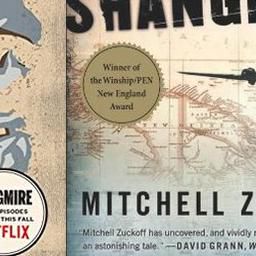 GMIRE
EPISODES
THIS FALL
TFLIX
SHANG
Winner of
the Winship/PEN
New England
Award
MITCHELL Z
"Mitchell Zuckoff has uncovered, and vividly r
an astonishing tale." —DAVID GRANN, W